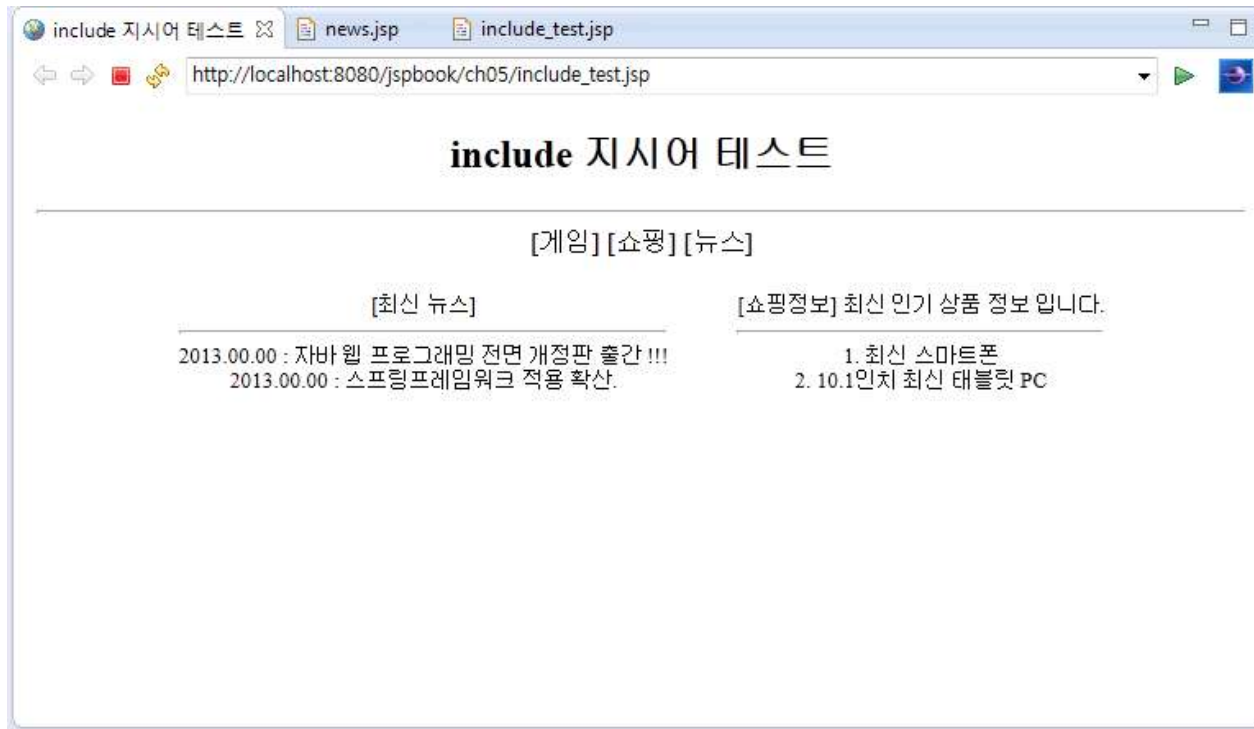 include 지시어 테스트 news.jsp include_test.jsp
http://localhost:8080/jspbook/ch05/include_test.jsp
include 지시어 테스트
[게임] [쇼핑] [뉴스]
[최신 뉴스]
2013.00.00 : 자바 웹 프로그래밍 전면 개정판 출간 !!!
2013.00.00 : 스프링프레임워크 적용 확산.
[쇼핑정보] 최신 인기 상품 정보 입니다.
1. 최신 스마트폰
2. 10.1인치 최신 태블릿 PC